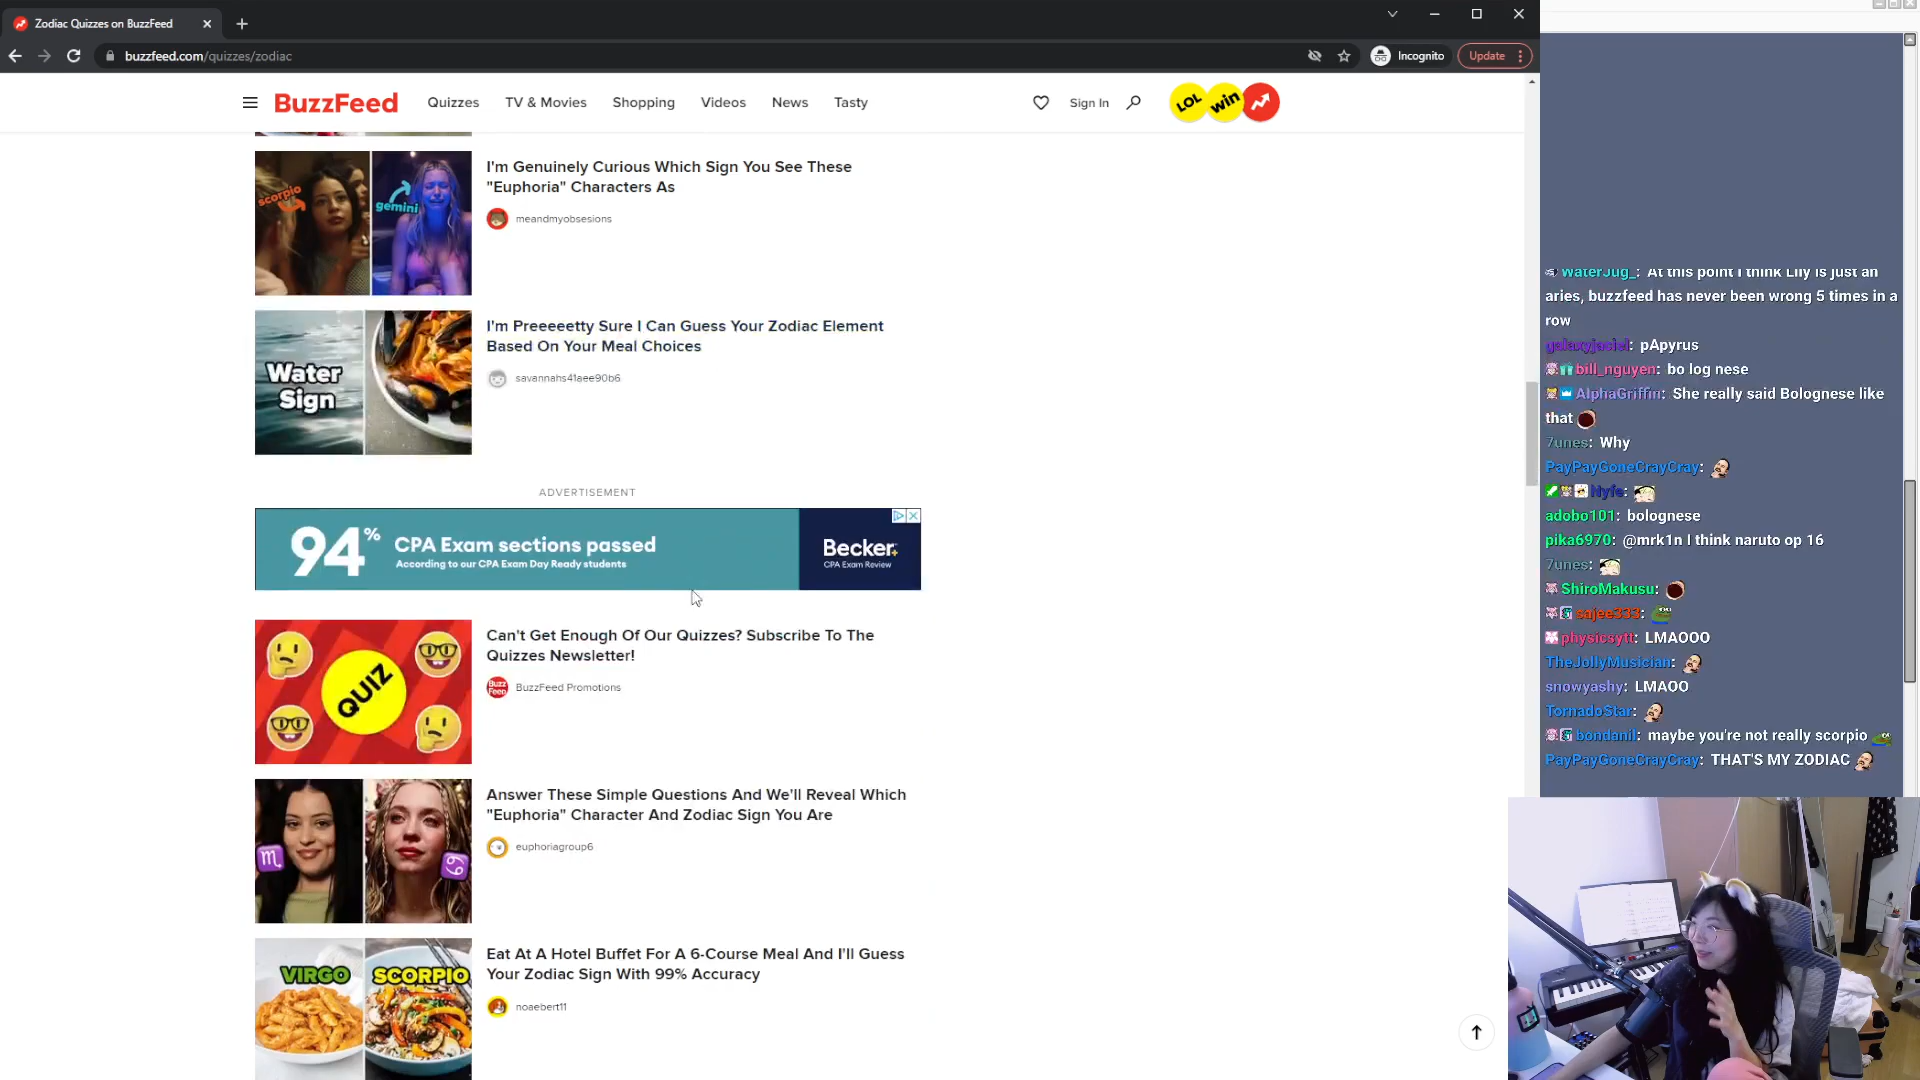 Zodiac Quizzes on BuzzFeed
buzzfeed.com/quizzes/zodiac
Incognito
Update
BuzzFeed
Quizzes
TV & Movies
Shopping
Videos
News
Tasty
Sign In
LOL
win
scorpio
gemini
I'm Genuinely Curious Which Sign You See These
"Euphoria" Characters As
meandmyobsesions
Water
Sign
I'm Preeeeetty Sure I Can Guess Your Zodiac Element
Based On Your Meal Choices
savannahs41aee90b6
ADVERTISEMENT
94%
CPA Exam sections passed
According to our CPA Exam Day Ready students
Becker
CPA Exam Review
QUIZ
Can't Get Enough Of Our Quizzes? Subscribe To The
Quizzes Newsletter!
Buzz
Feed
BuzzFeed Promotions
Answer These Simple Questions And We'll Reveal Which
"Euphoria" Character And Zodiac Sign You Are
euphoriagroup6
VIRGO
SCORPIO
Eat At A Hotel Buffet For A 6-Course Meal And I'll Guess
Your Zodiac Sign With 99% Accuracy
noaebert11
WaterJug_: At this point I think Lily is just an
aries, buzzfeed has never been wrong 5 times in a
row
galaxyjasiel: pApyrus
bill_nguyen: bo log nese
AlphaGriffin: She really said Bolognese like
that
7unes: Why
PayPayGoneCrayCray:
Nyfe:
adobo101: bolognese
pika6970: @mrk1n I think naruto op 16
7unes:
ShiroMakusu:
sajee333:
physicsytt: LMAOOO
TheJollyMusician:
snowyashy: LMAOO
TornadoStar:
bondanil: maybe you're not really scorpio
PayPayGoneCrayCray: THAT'S MY ZODIAC